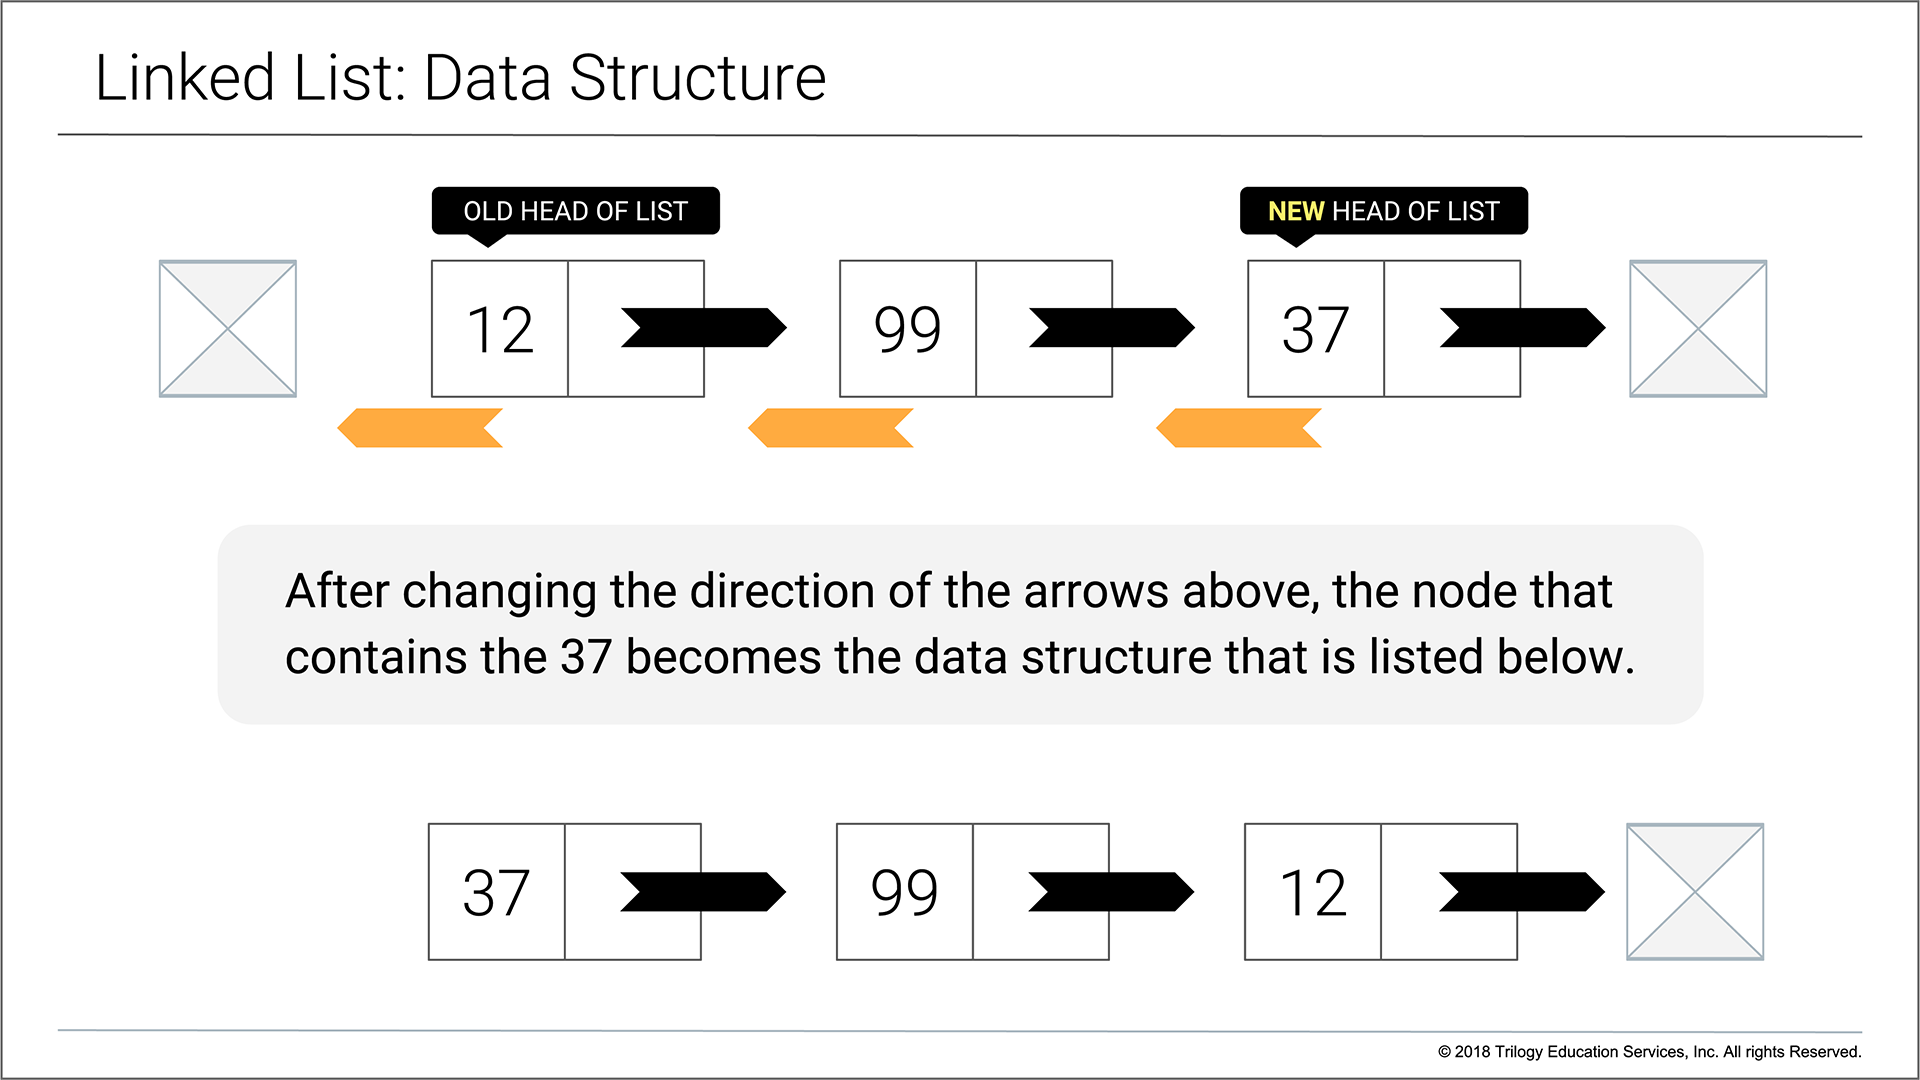 Linked List: Data Structure
OLD HEAD OF LIST
NEW HEAD OF LIST
12
99
37
After changing the direction of the arrows above, the node that
contains the 37 becomes the data structure that is listed below.
37
99
12
© 2018 Trilogy Education Services, Inc. All rights Reserved.